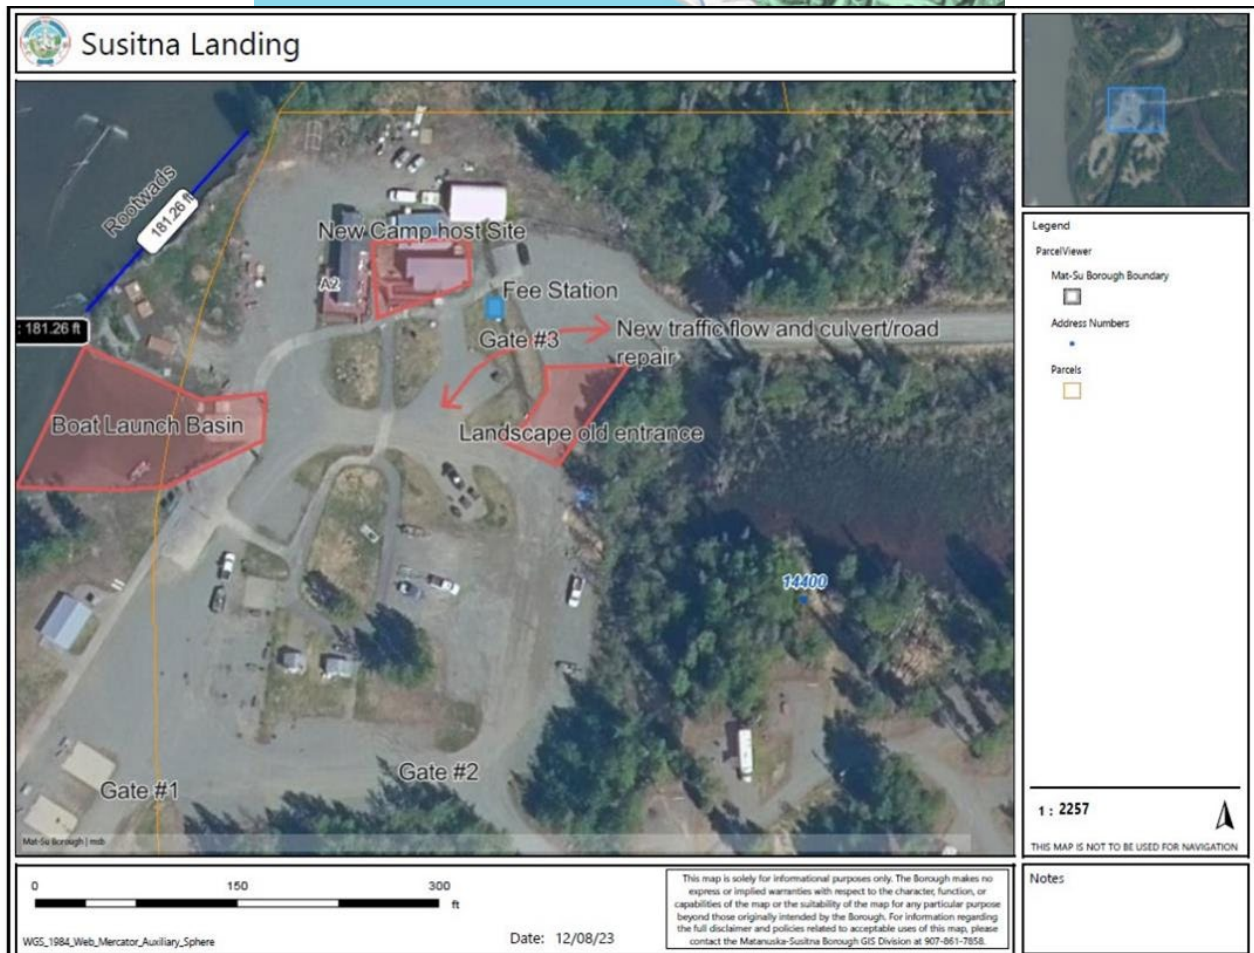 Susitna Landing
Rootwads
181.26 ft
: 181.26 ft
New Camp host Site
A2
Fee Station
Gate #3
New traffic flow and culvert/road
repair
Boat Launch Basin
Landscape old entrance
14400
Gate #2
Gate #1
Mat-Su Borough | msb
Legend
ParcelViewer
Mat-Su Borough Boundary
Address Numbers
Parcels
1 : 2257
THIS MAP IS NOT TO BE USED FOR NAVIGATION
0 150 300
ft
WGS_1984_Web_Mercator_Auxiliary_Sphere
Date: 12/08/23
This map is solely for informational purposes only. The Borough makes no
express or implied warranties with respect to the character, function, or
capabilities of the map or the suitability of the map for any particular purpose
beyond those originally intended by the Borough. For information regarding
the full disclaimer and policies related to acceptable uses of this map, please
contact the Matanuska-Susitna Borough GIS Division at 907-861-7858.
Notes